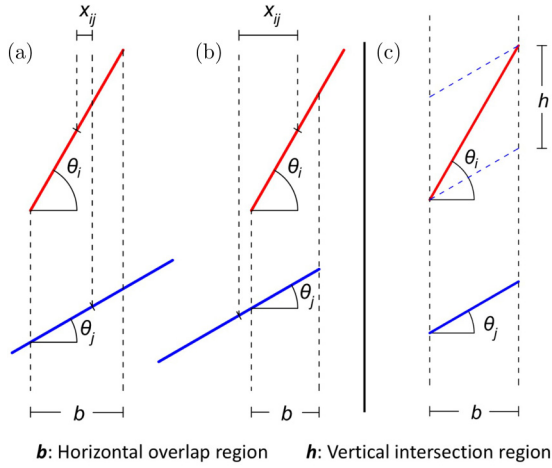 x_ij x_ij
(a) (b) (c)
h
θ_i θ_i θ_i
θ_j θ_j θ_j
b b b
b: Horizontal overlap region h: Vertical intersection region